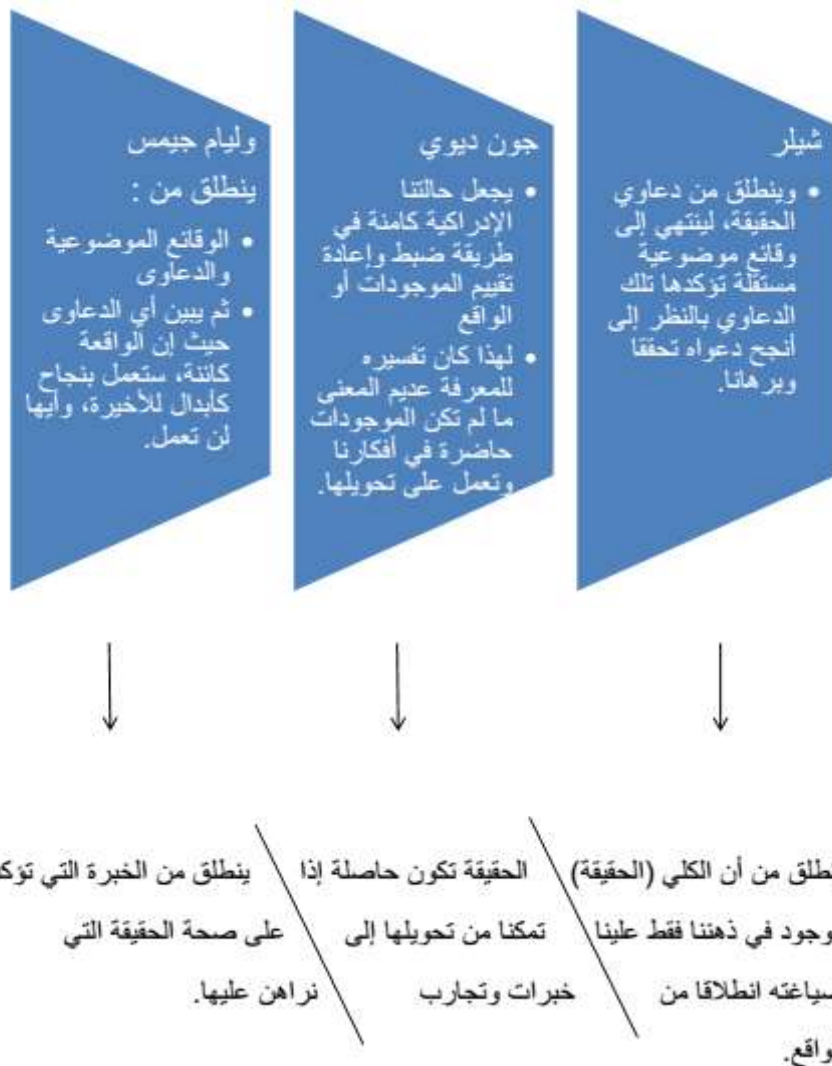 شيلر
• وينطلق من دعاوي
الحقيقة، لينتهي إلى
وقائع موضوعية
مستقلة تؤكدها تلك
الدعاوي بالنظر إلى
أنجح دعواه تحققا
وبرهانا.
جون ديوي
• يجعل حالتنا
الإدراكية كامنة في
طريقة ضبط وإعادة
تقييم الموجودات أو
الواقع
• لهذا كان تفسيره
للمعرفة عديم المعنى
ما لم تكن الموجودات
حاضرة في أفكارنا
وتعمل على تحويلها.
وليام جيمس
ينطلق من :
• الوقائع الموضوعية
والدعاوى
• ثم يبين أي الدعاوى
حيث إن الواقعة
كائنة، ستعمل بنجاح
كأبدال للأخيرة، وأيها
لن تعمل.
من أن الكلي (الحقيقة)
في ذهننا فقط علينا
انطلاقا من
الحقيقة تكون حاصلة إذا
تمكنا من تحويلها إلى
خبرات وتجارب
ينطلق من الخبرة التي
على صحة الحقيقة التي
نراهن عليها.